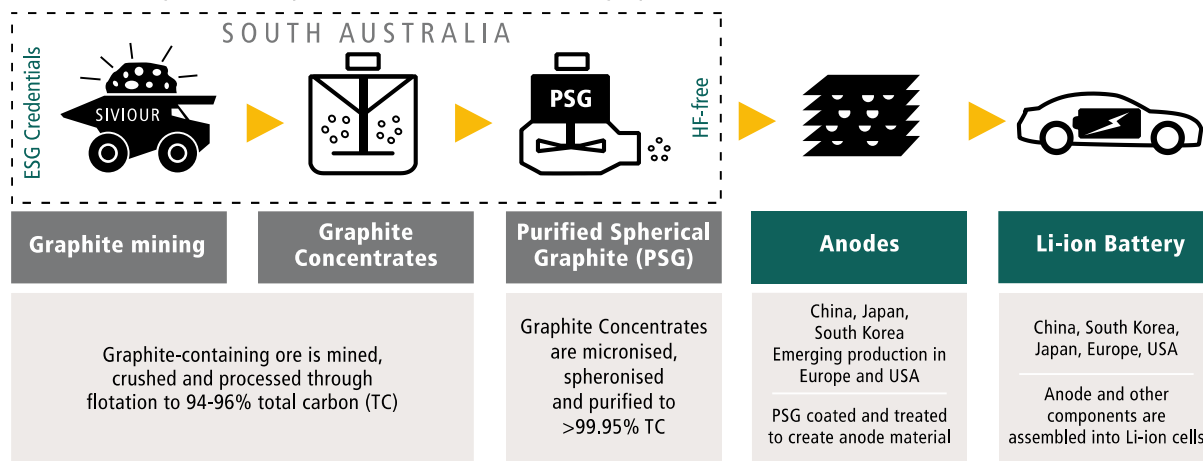 SOUTH AUSTRALIA
ESG Credentials
SIVIOUR
PSG
HF-free
Graphite mining
Graphite
Concentrates
Purified Spherical
Graphite (PSG)
Anodes
Li-ion Battery
Graphite-containing ore is mined,
crushed and processed through
flotation to 94-96% total carbon (TC)
Graphite Concentrates
are micronised,
spheronised
and purified to
>99.95% TC
China, Japan,
South Korea
Emerging production in
Europe and USA
PSG coated and treated
to create anode material
China, South Korea,
Japan, Europe, USA
Anode and other
components are
assembled into Li-ion cells